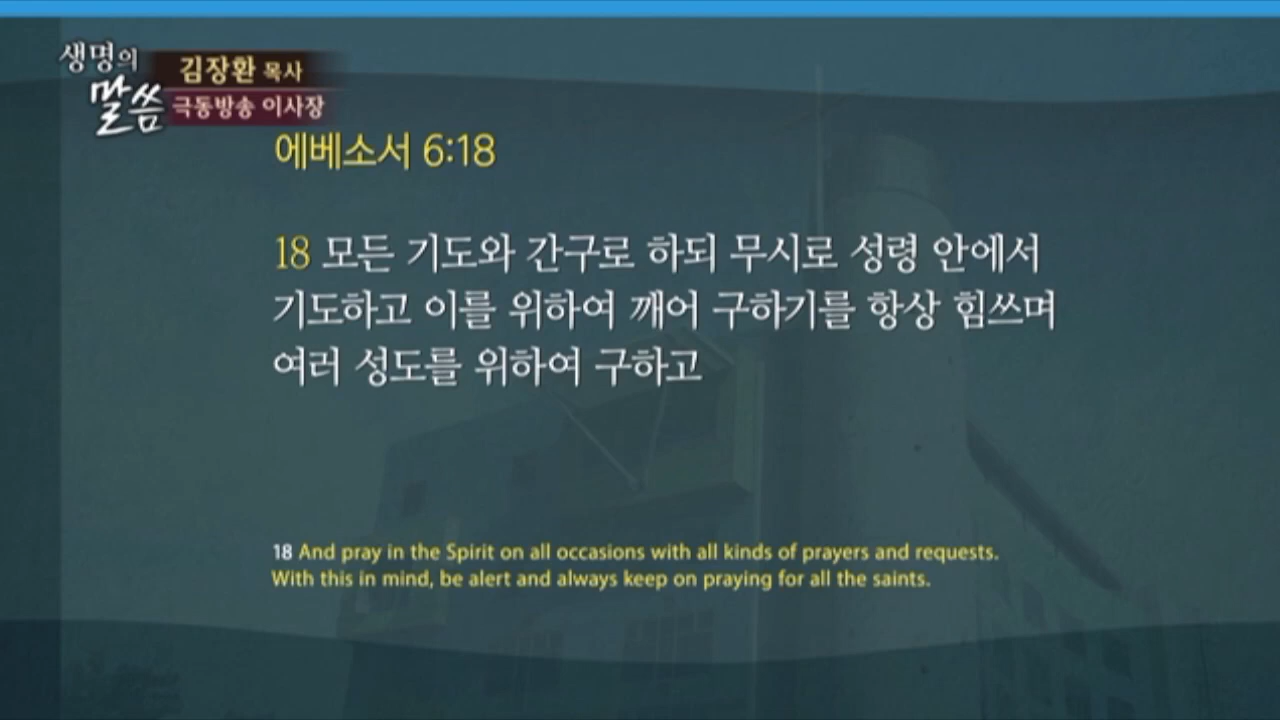 생명의
말씀
김장환 목사
극동방송 이사장
에베소서 6:18
18 모든 기도와 간구로 하되 무시로 성령 안에서
기도하고 이를 위하여 깨어 구하기를 항상 힘쓰며
여러 성도를 위하여 구하고
18 And pray in the Spirit on all occasions with all kinds of prayers and requests.
With this in mind, be alert and always keep on praying for all the saints.